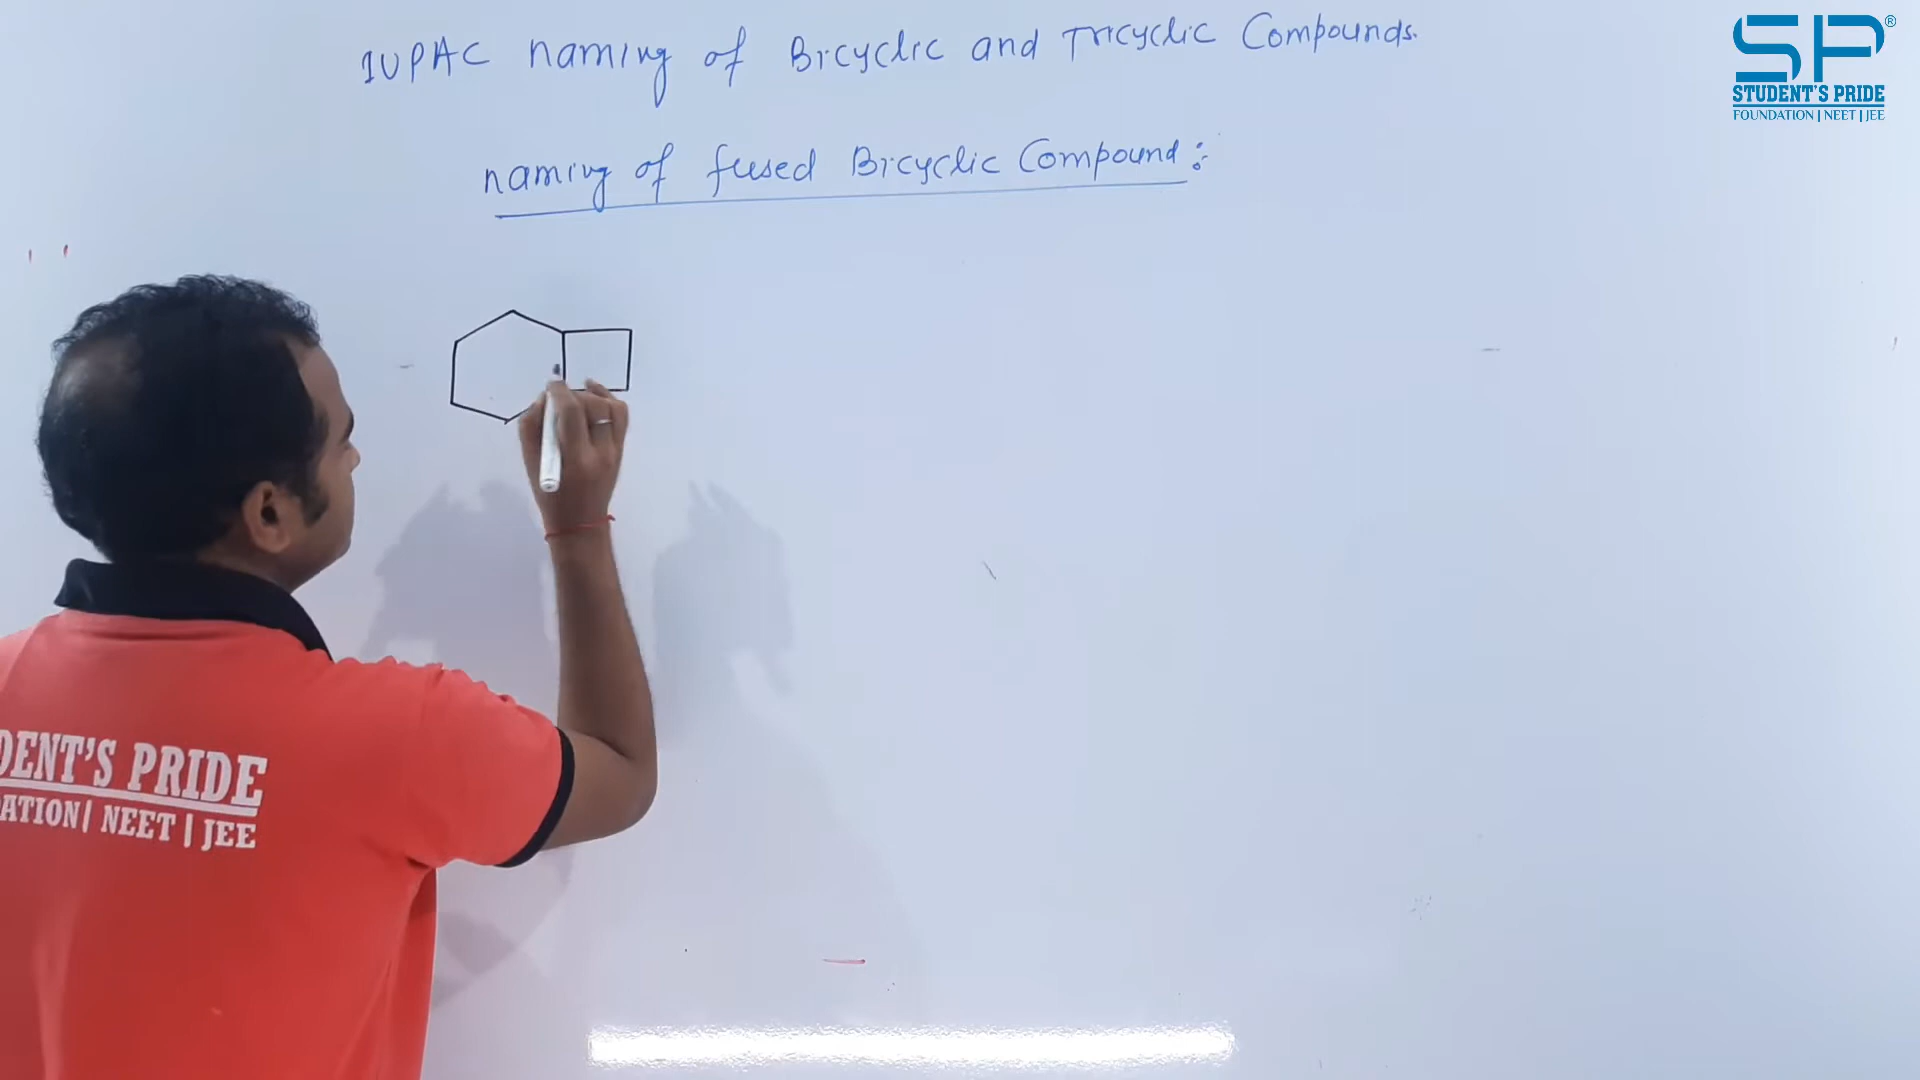 IUPAC naming of Bicyclic and Tricyclic Compounds.
naming of fused Bicyclic Compound:
SP®
STUDENT'S PRIDE
FOUNDATION | NEET | JEE
DENT'S PRIDE
ATION | NEET | JEE